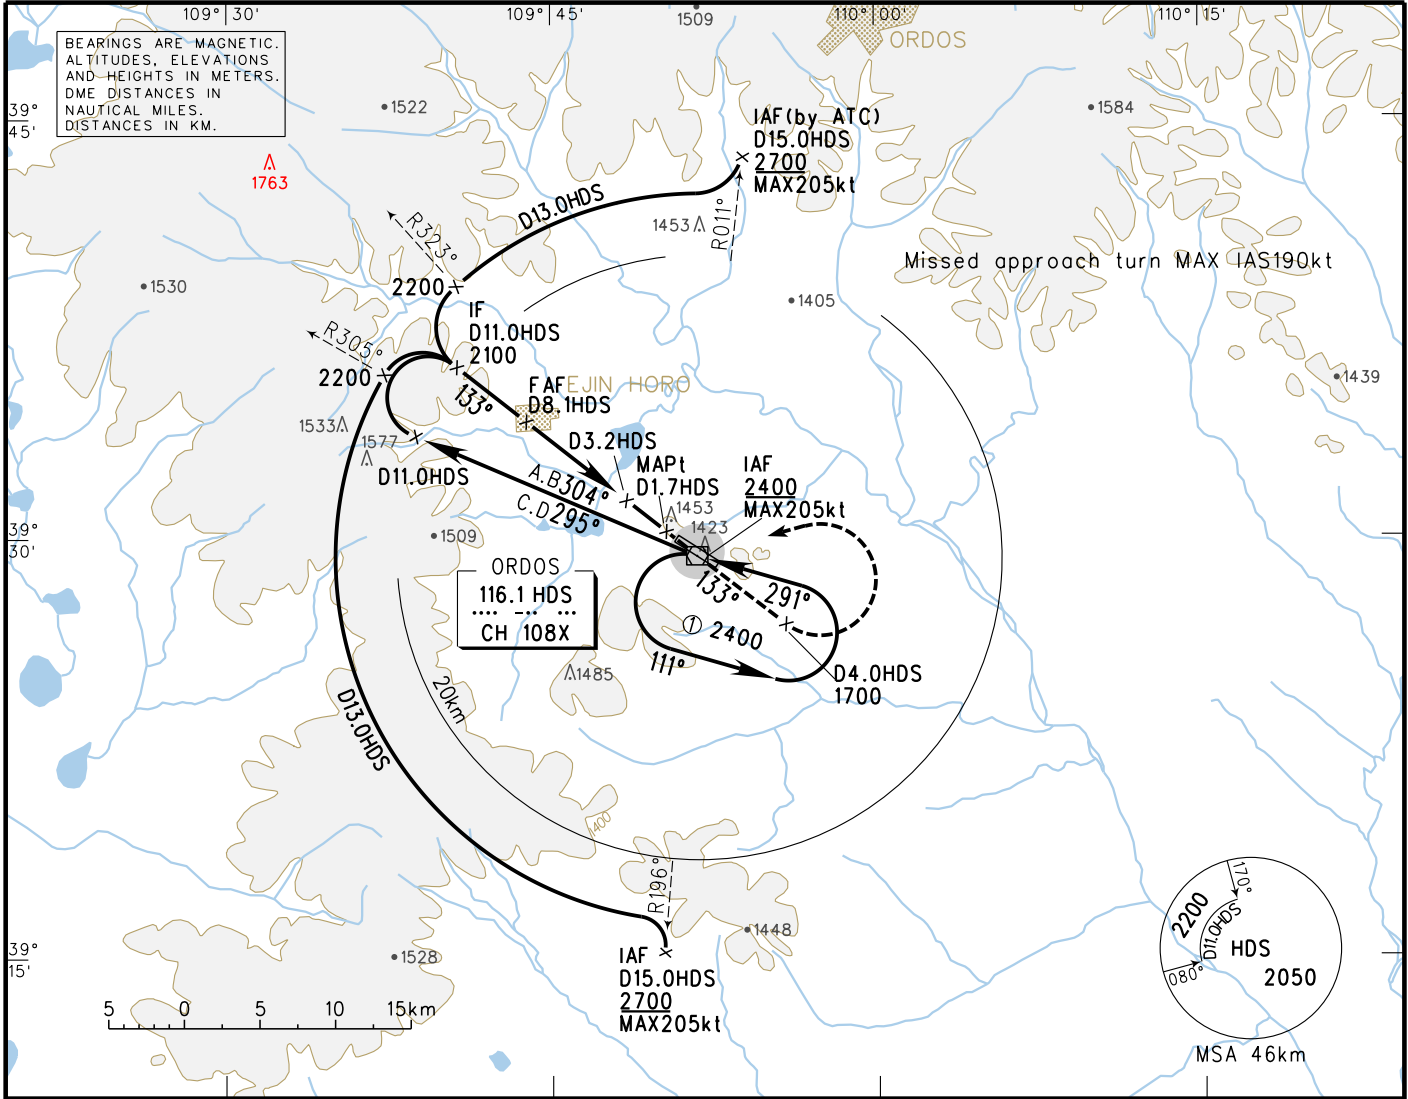 109° 30'
109° 45'
110° 00'
110° 15'
1509
ORDOS
BEARINGS ARE MAGNETIC.
ALTITUDES, ELEVATIONS
AND HEIGHTS IN METERS.
DME DISTANCES IN
NAUTICAL MILES.
DISTANCES IN KM.
39°
45'
1522
1584
IAF(by ATC)
D15.0HDS
2700
MAX205kt
1763
D13.0HDS
1453
R011°
R323°
Missed approach turn MAX IAS190kt
1530
2200
1405
IF
D11.0HDS
2100
R305°
2200
133°
FAF
D8.1HDS
EJIN HORO
1439
1533
1577
D3.2HDS
D11.0HDS
MAPt
D1.7HDS
IAF
2400
MAX205kt
A.B304°
C.D295°
1453
1423
39°
30'
1509
ORDOS
116.1 HDS
CH 108X
133°
291°
① 2400
111°
1485
D4.0HDS
1700
20km
D13.0HDS
1400
R196°
1448
39°
15'
1528
IAF
D15.0HDS
2700
MAX205kt
5 0 5 10 15km
170°
2200
D11.0HDS
HDS
080°
2050
MSA 46km